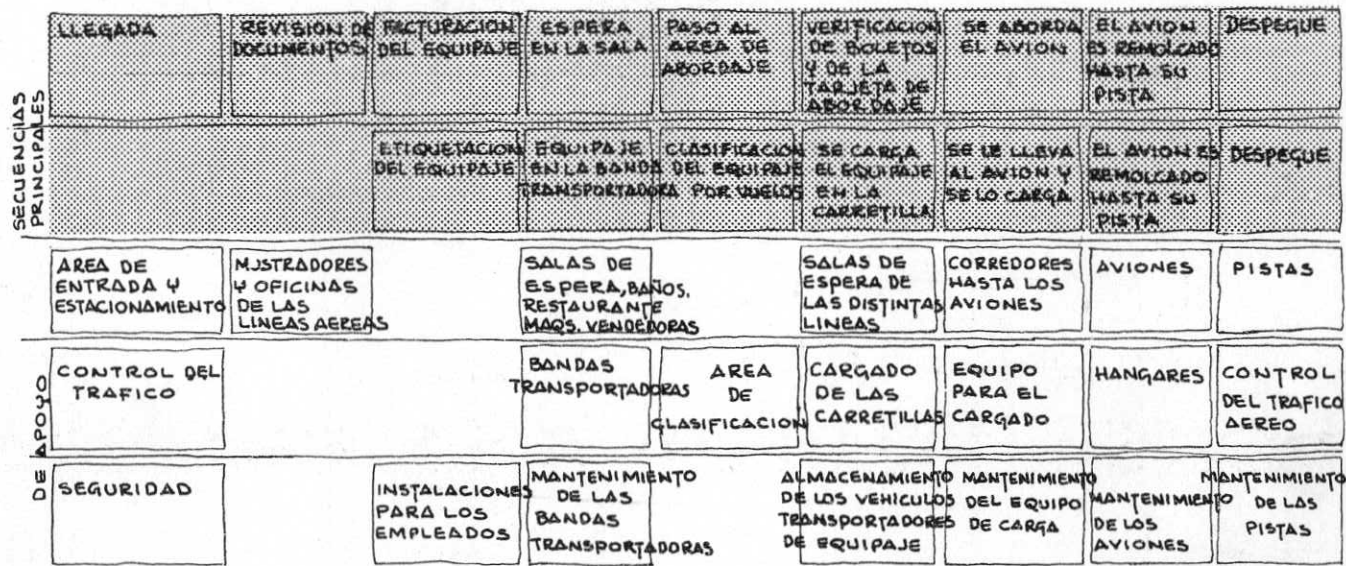 SECUENCIAS
PRINCIPALES
LLEGADA
REVISION DE
DOCUMENTOS
FACTURACION
DEL EQUIPAJE
ESPERA
EN LA SALA
PASO AL
AREA DE
ABORDAJE
VERIFICACION
DE BOLETOS
Y DE LA
TARJETA DE
ABORDAJE
SE ABORDA
EL AVION
EL AVION
ES REMOLCADO
HASTA SU
PISTA
DESPEGUE
ETIQUETACION
DEL EQUIPAJE
EQUIPAJE
EN LA BANDA
TRANSPORTADORA
CLASIFICACION
DEL EQUIPAJE
POR VUELOS
SE CARGA
EL EQUIPAJE
EN LA
CARRETILLA
SE LE LLEVA
AL AVION Y
SE LO CARGA
EL AVION ES
REMOLCADO
HASTA SU
PISTA
DESPEGUE
DE APOYO
AREA DE
ENTRADA Y
ESTACIONAMIENTO
MJSTRADORES
Y OFICINAS
DE LAS
LINEAS AEREAS
SALAS DE
ESPERA, BAÑOS,
RESTAURANTE
MAQS. VENDEDORAS
SALAS DE
ESPERA DE
LAS DISTINTAS
LINEAS
CORREDORES
HASTA LOS
AVIONES
AVIONES
PISTAS
CONTROL DEL
TRAFICO
BANDAS
TRANSPORTADORAS
AREA
DE
CLASIFICACION
CARGADO
DE LAS
CARRETILLAS
EQUIPO
PARA EL
CARGADO
HANGARES
CONTROL
DEL TRAFICO
AEREO
SEGURIDAD
INSTALACIONES
PARA LOS
EMPLEADOS
MANTENIMIENTO
DE LAS
BANDAS
TRANSPORTADORAS
ALMACENAMIENTO
DE LOS VEHICULOS
TRANSPORTADORES
DE EQUIPAJE
MANTENIMIENTO
DEL EQUIPO
DE CARGA
MANTENIMIENTO
DE LOS
AVIONES
MANTENIMIENTO
DE LAS
PISTAS